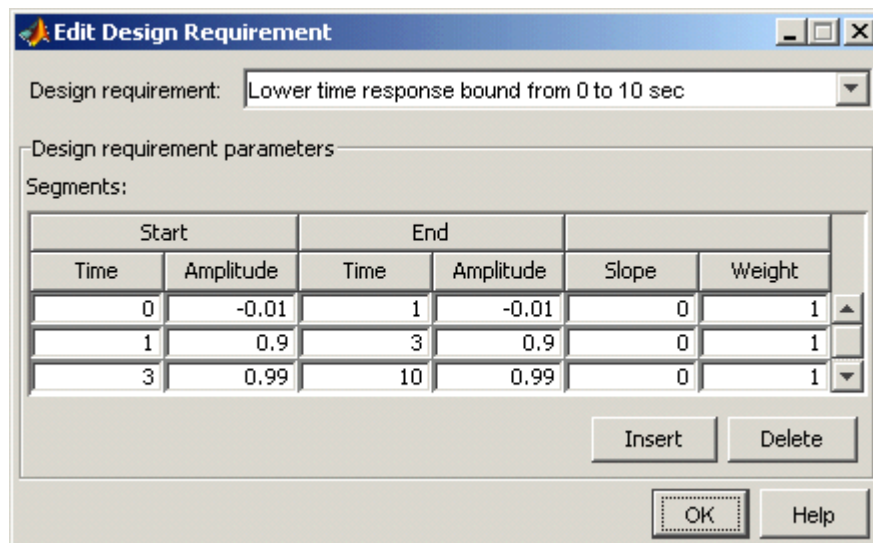 Edit Design Requirement
Design requirement: Lower time response bound from 0 to 10 sec
Design requirement parameters
Segments:
Start End
Time Amplitude Time Amplitude Slope Weight
0 -0.01 1 -0.01 0 1
1 0.9 3 0.9 0 1
3 0.99 10 0.99 0 1
Insert Delete
OK Help